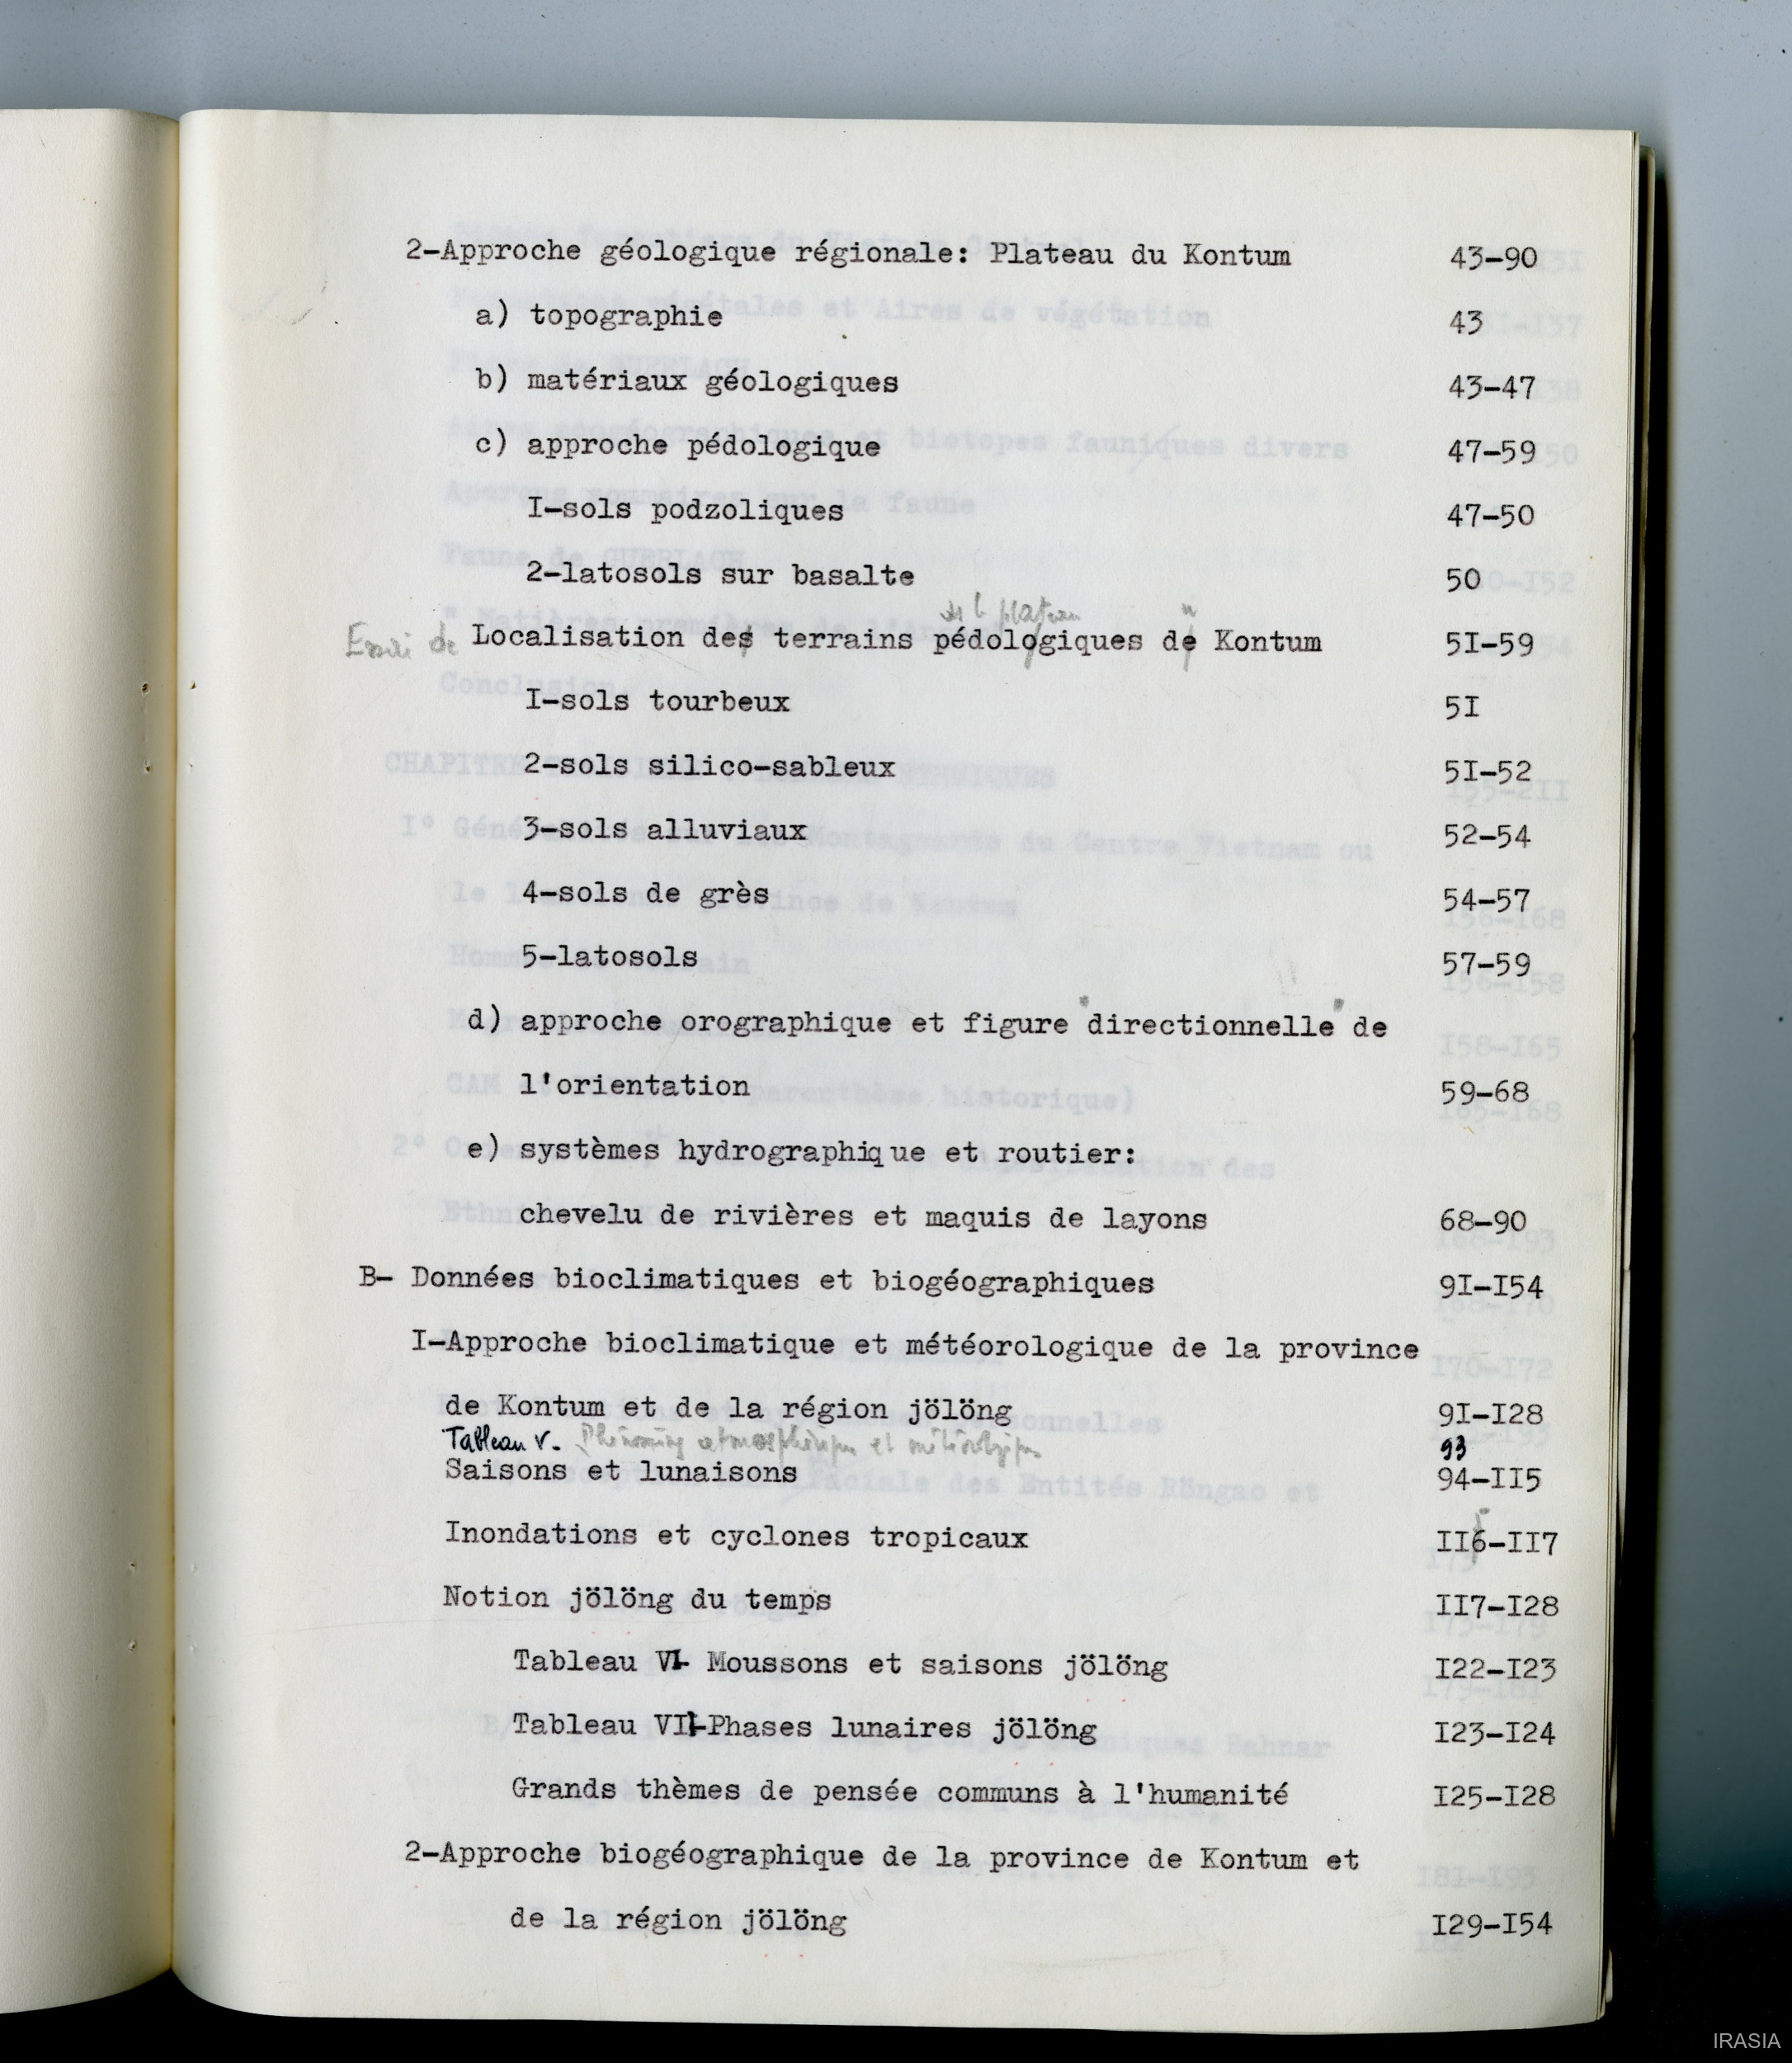 2-Approche géologique régionale: Plateau du Kontum 43-90
a) topographie 43
b) matériaux géologiques 43-47
c) approche pédologique 47-59
I-sols podzoliques 47-50
2-latosols sur basalte 50
plateau
Essai de Localisation des terrains pédologiques de Kontum 5I-59
I-sols tourbeux 5I
2-sols silico-sableux 5I-52
3-sols alluviaux 52-54
4-sols de grès 54-57
5-latosols 57-59
d) approche orographique et figure "directionnelle" de
l'orientation 59-68
e) systèmes hydrographique et routier:
chevelu de rivières et maquis de layons 68-90
B- Données bioclimatiques et biogéographiques 9I-I54
I-Approche bioclimatique et météorologique de la province
de Kontum et de la région jölöng 9I-I28
Tableau V. Phénomènes atmosphériques et météorologiques 93
Saisons et lunaisons 94-II5
Inondations et cyclones tropicaux II6-II7
Notion jölöng du temps II7-I28
Tableau VI- Moussons et saisons jölöng I22-I23
Tableau VII-Phases lunaires jölöng I23-I24
Grands thèmes de pensée communs à l'humanité I25-I28
2-Approche biogéographique de la province de Kontum et
de la région jölöng I29-I54
IRASIA